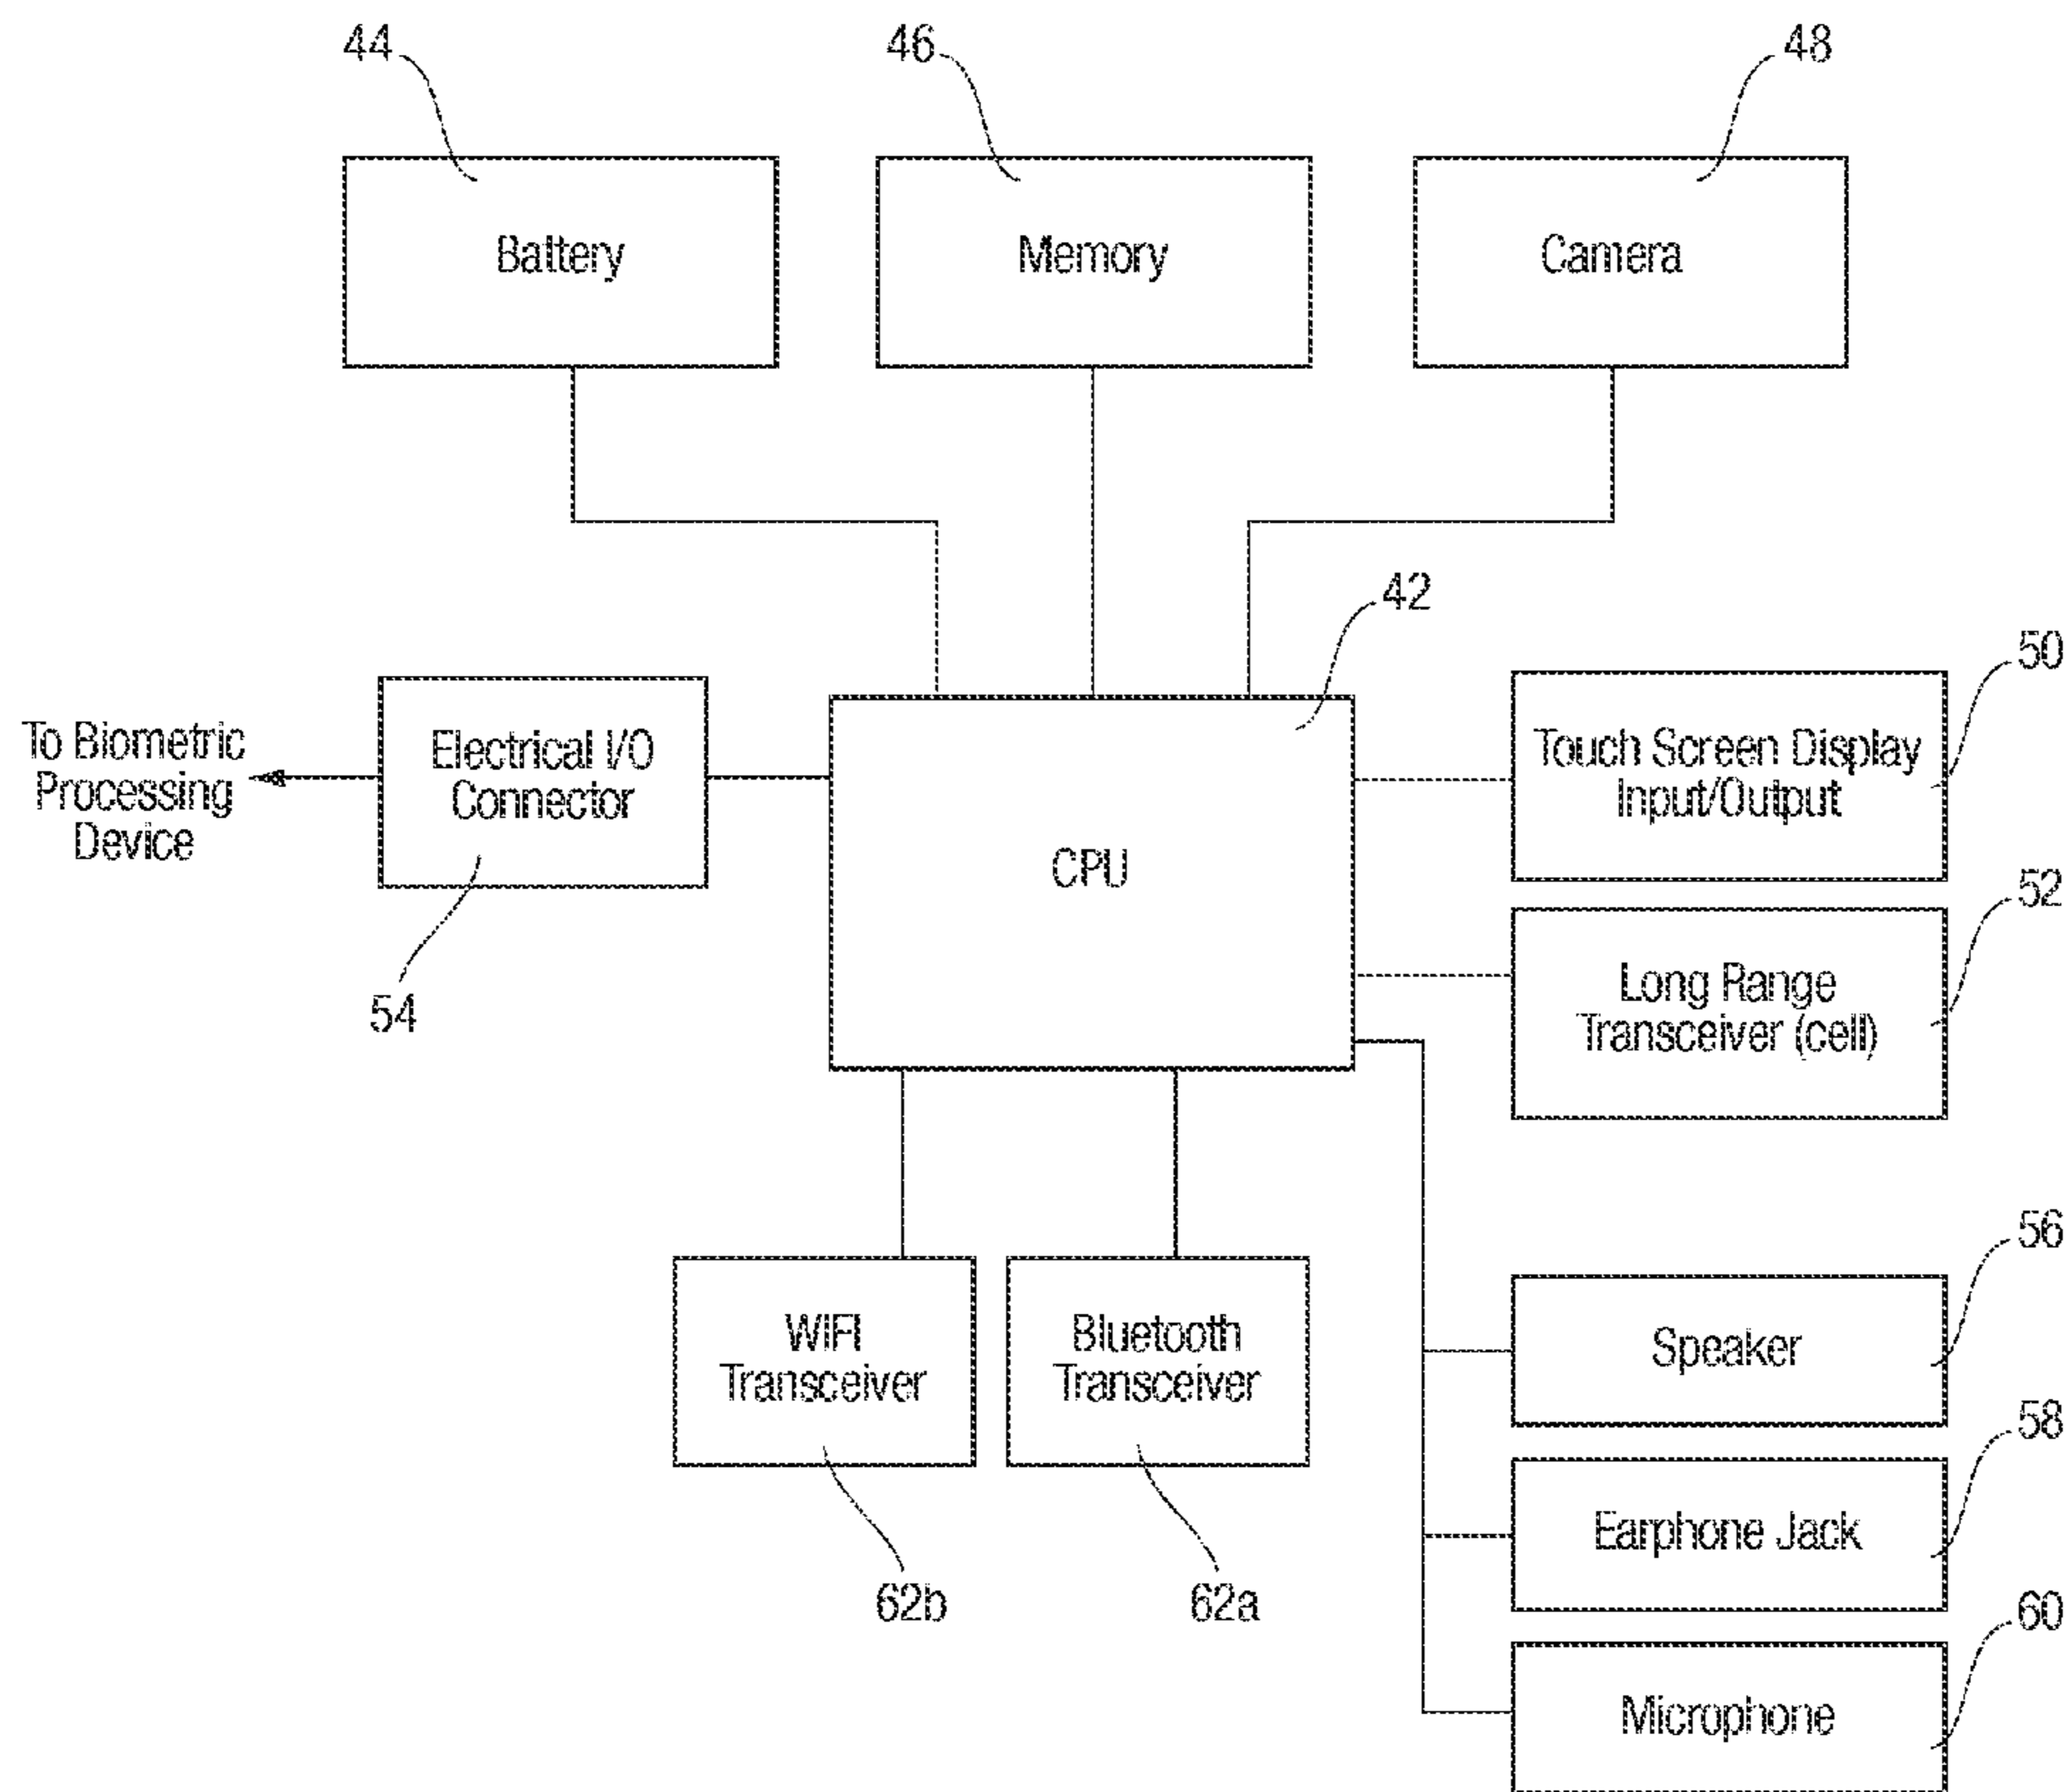 44
46
48
Battery
Memory
Camera
42
50
To Biometric
Processing
Device
Electrical I/O
Connector
54
CPU
Touch Screen Display
Input/Output
52
Long Range
Transceiver (cell)
WIFI
Transceiver
62b
Bluetooth
Transceiver
62a
56
Speaker
58
Earphone Jack
60
Microphone